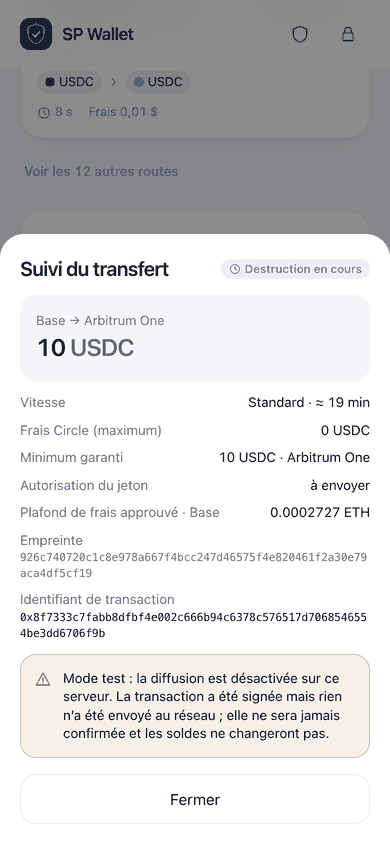 SP Wallet
USDC > USDC
8 s Frais 0,01 $
Voir les 12 autres routes
Suivi du transfert
Destruction en cours
Base → Arbitrum One
10 USDC
Vitesse Standard · ≈ 19 min
Frais Circle (maximum) 0 USDC
Minimum garanti 10 USDC · Arbitrum One
Autorisation du jeton à envoyer
Plafond de frais approuvé · Base 0.0002727 ETH
Empreinte
926c740720c1c8e978a667f4bcc247d46575f4e820461f2a30e79
aca4df5cf19
Identifiant de transaction
0x8f7333c7fabb8dfbf4e002c666b94c6378c576517d706854655
4be3dd6706f9b
Mode test : la diffusion est désactivée sur ce
serveur. La transaction a été signée mais rien
n’a été envoyé au réseau ; elle ne sera jamais
confirmée et les soldes ne changeront pas.
Fermer